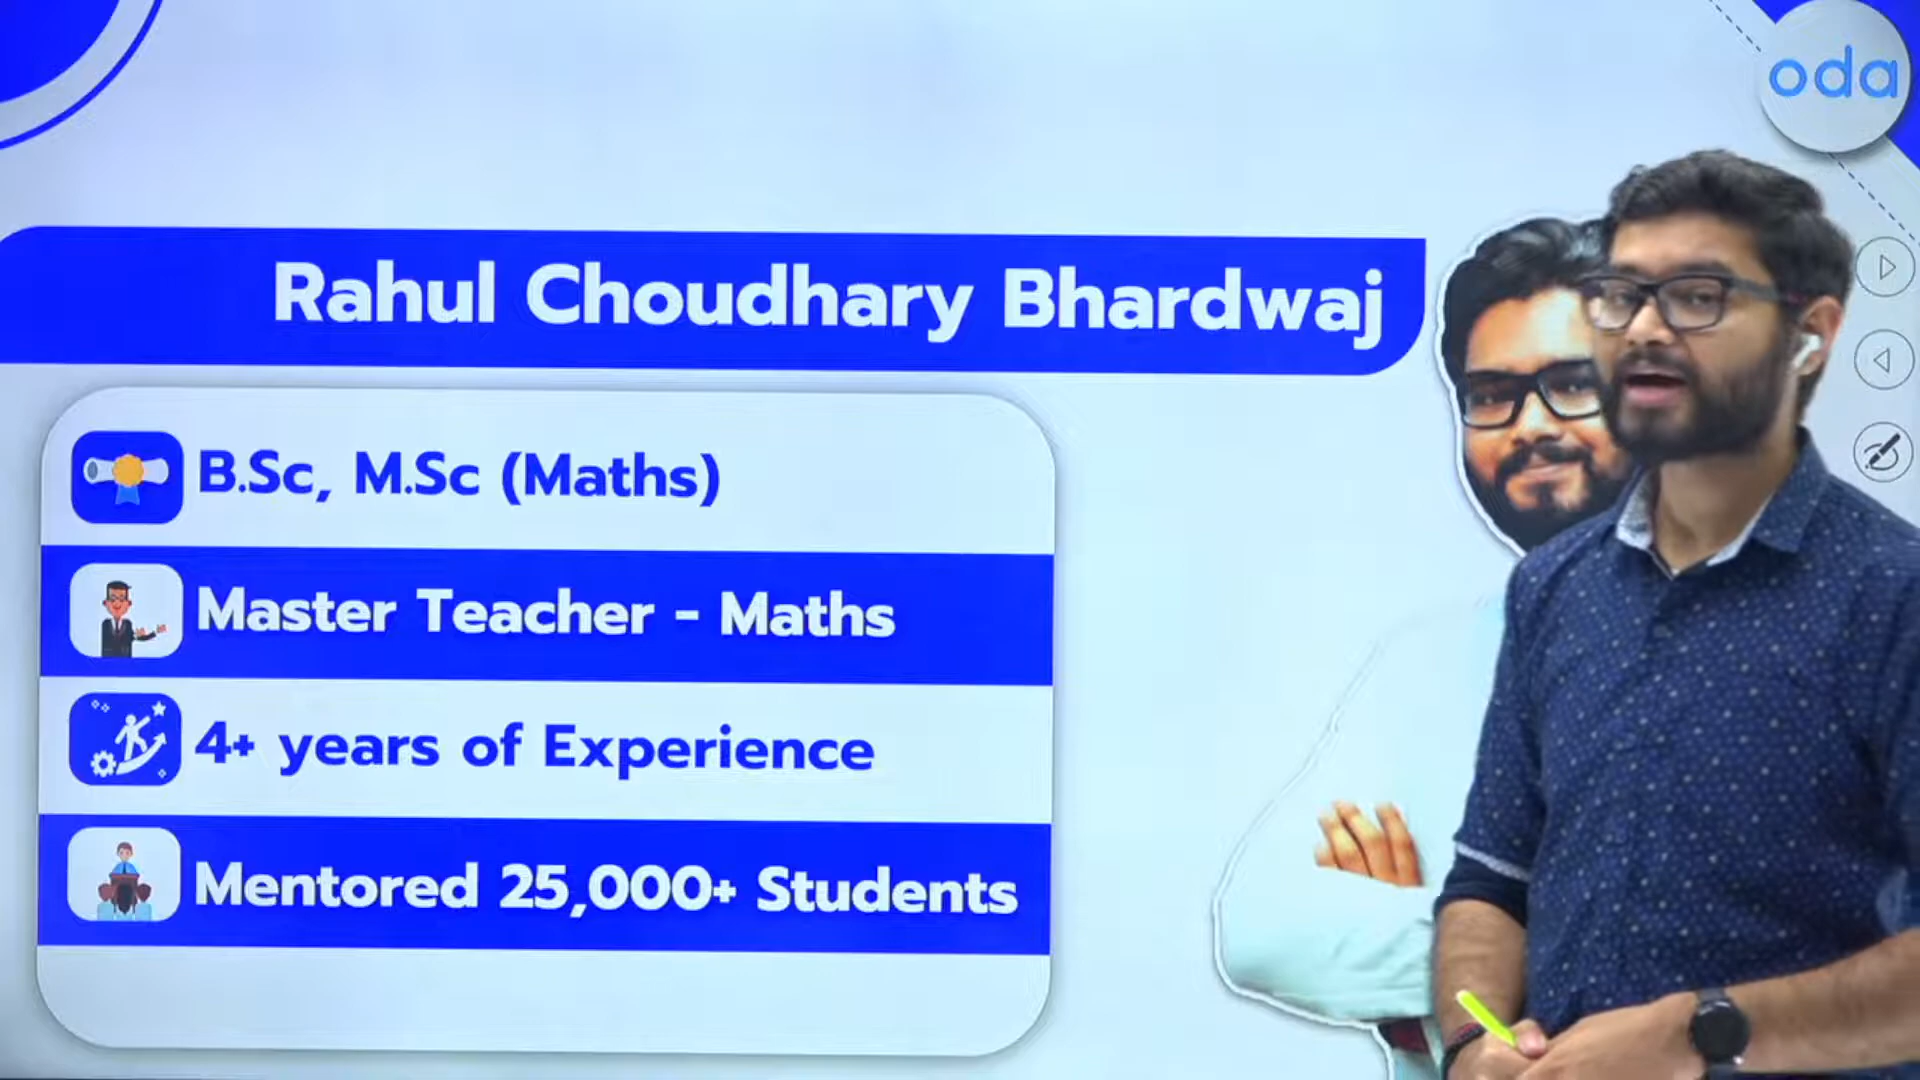 oda
Rahul Choudhary Bhardwaj
B.Sc, M.Sc (Maths)
Master Teacher - Maths
4+ years of Experience
Mentored 25,000+ Students